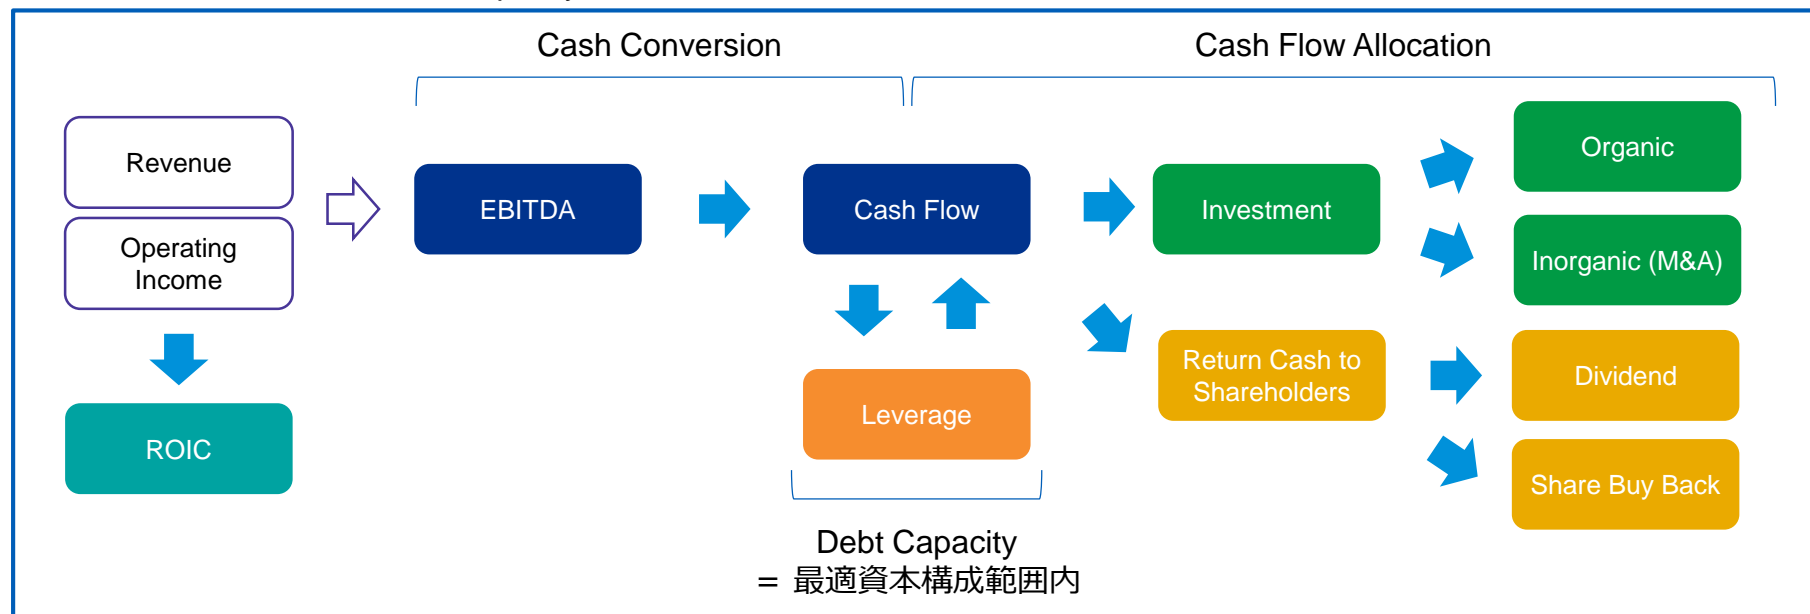 Cash Conversion
Cash Flow Allocation
Revenue
Operating
Income
ROIC
EBITDA
Cash Flow
Leverage
Debt Capacity
= 最適資本構成範囲内
Investment
Return Cash to
Shareholders
Organic
Inorganic (M&A)
Dividend
Share Buy Back